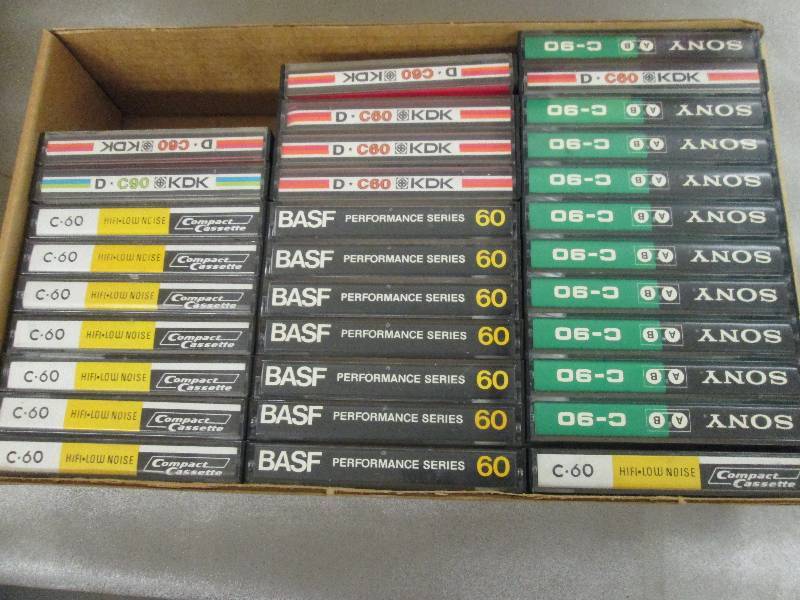 D · C60 KDK
D · C90 KDK
C·60 HIFI·LOW NOISE Compact Cassette
C·60 HIFI·LOW NOISE Compact Cassette
C·60 HIFI·LOW NOISE Compact Cassette
C·60 HIFI·LOW NOISE Compact Cassette
C·60 HIFI·LOW NOISE Compact Cassette
C·60 HIFI·LOW NOISE Compact Cassette
C·60 HIFI·LOW NOISE Compact Cassette
D · C60 KDK
D · C60 KDK
D · C60 KDK
D · C60 KDK
BASF PERFORMANCE SERIES 60
BASF PERFORMANCE SERIES 60
BASF PERFORMANCE SERIES 60
BASF PERFORMANCE SERIES 60
BASF PERFORMANCE SERIES 60
BASF PERFORMANCE SERIES 60
BASF PERFORMANCE SERIES 60
SONY A B C-90
D · C60 KDK
SONY A B C-90
SONY A B C-90
SONY A B C-90
SONY A B C-90
SONY A B C-90
SONY A B C-90
SONY A B C-90
SONY A B C-90
SONY A B C-90
C·60 HIFI·LOW NOISE Compact Cassette